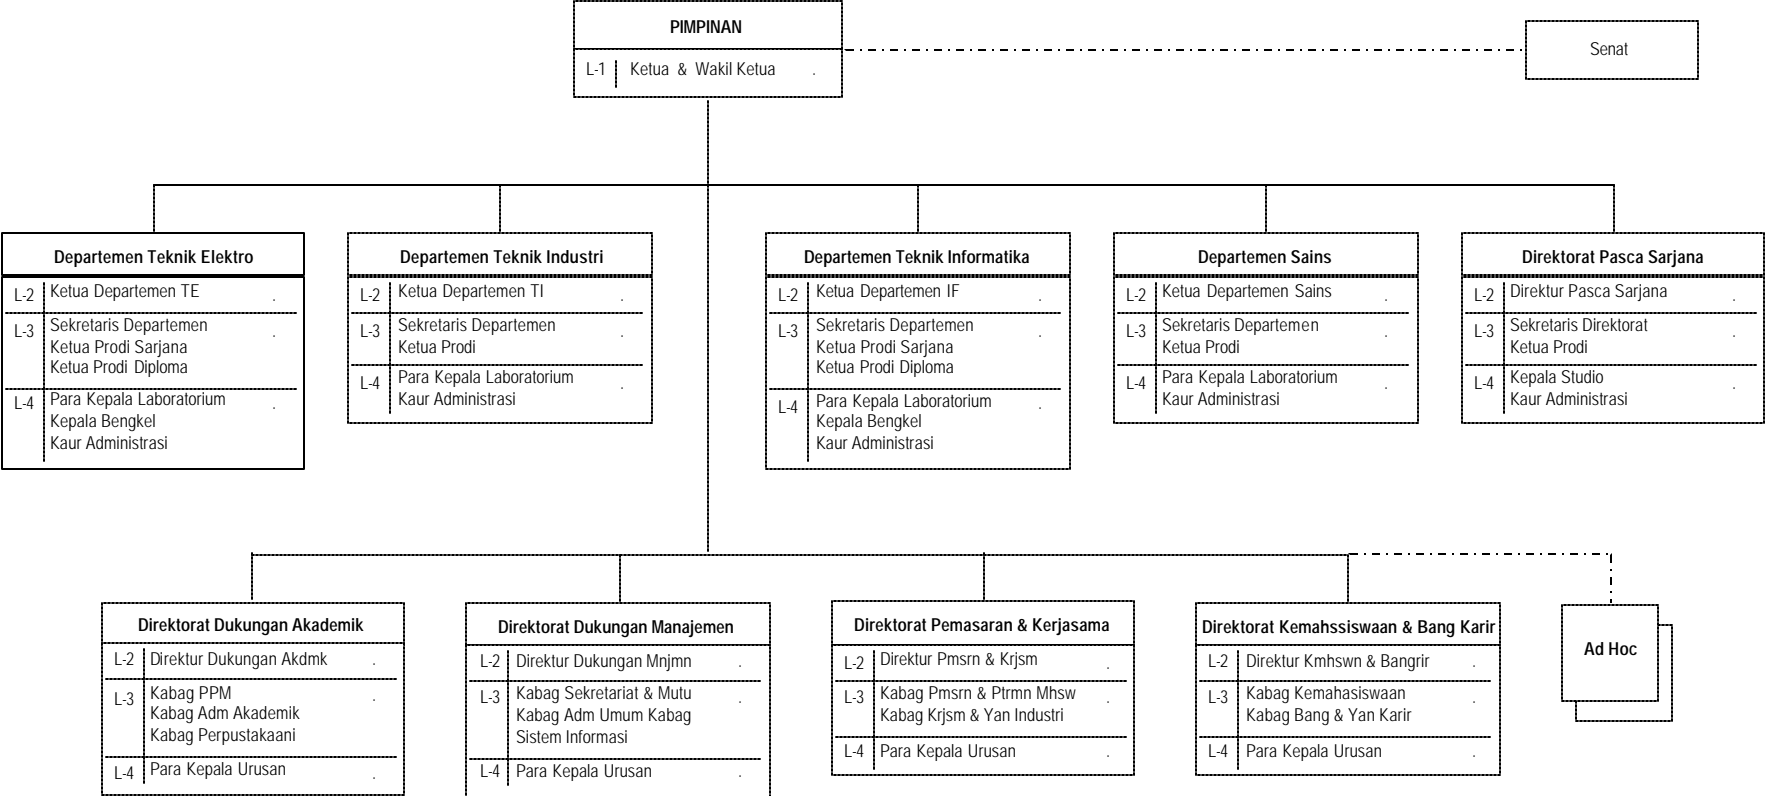 PIMPINAN
L-1 Ketua & Wakil Ketua .
Senat
Departemen Teknik Elektro
L-2 Ketua Departemen TE .
L-3 Sekretaris Departemen .
Ketua Prodi Sarjana
Ketua Prodi Diploma
L-4 Para Kepala Laboratorium .
Kepala Bengkel
Kaur Administrasi
Departemen Teknik Industri
L-2 Ketua Departemen TI .
L-3 Sekretaris Departemen .
Ketua Prodi
L-4 Para Kepala Laboratorium .
Kaur Administrasi
Departemen Teknik Informatika
L-2 Ketua Departemen IF .
L-3 Sekretaris Departemen .
Ketua Prodi Sarjana
Ketua Prodi Diploma
L-4 Para Kepala Laboratorium .
Kepala Bengkel
Kaur Administrasi
Departemen Sains
L-2 Ketua Departemen Sains .
L-3 Sekretaris Departemen .
Ketua Prodi
L-4 Para Kepala Laboratorium .
Kaur Administrasi
Direktorat Pasca Sarjana
L-2 Direktur Pasca Sarjana .
L-3 Sekretaris Direktorat .
Ketua Prodi
L-4 Kepala Studio .
Kaur Administrasi
Direktorat Dukungan Akademik
L-2 Direktur Dukungan Akdmk .
L-3 Kabag PPM .
Kabag Adm Akademik
Kabag Perpustakaani
L-4 Para Kepala Urusan .
Direktorat Dukungan Manajemen
L-2 Direktur Dukungan Mnjmn .
L-3 Kabag Sekretariat & Mutu .
Kabag Adm Umum Kabag
Sistem Informasi
L-4 Para Kepala Urusan .
Direktorat Pemasaran & Kerjasama
L-2 Direktur Pmsrn & Krjsm .
L-3 Kabag Pmsrn & Ptrmn Mhsw .
Kabag Krjsm & Yan Industri
L-4 Para Kepala Urusan .
Direktorat Kemahssiswaan & Bang Karir
L-2 Direktur Kmhswn & Bangrir .
L-3 Kabag Kemahasiswaan .
Kabag Bang & Yan Karir
L-4 Para Kepala Urusan .
Ad Hoc